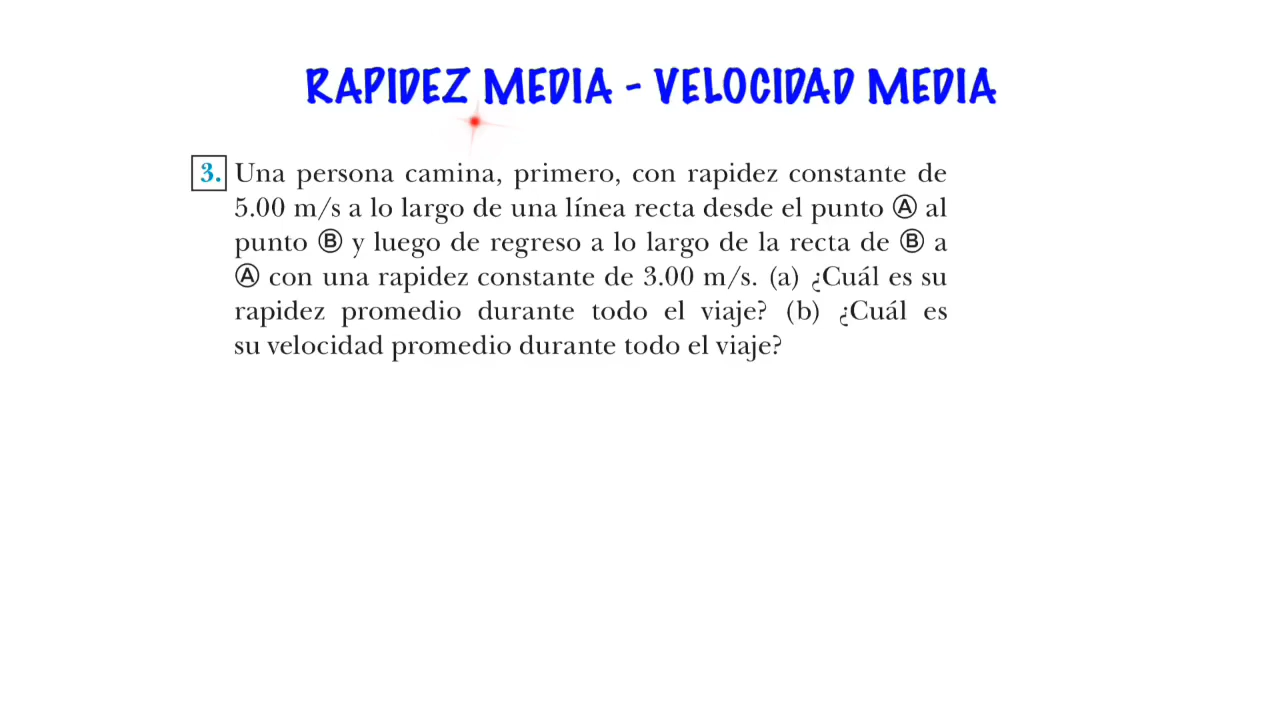 RAPIDEZ MEDIA - VELOCIDAD MEDIA
3. Una persona camina, primero, con rapidez constante de
5.00 m/s a lo largo de una línea recta desde el punto Ⓐ al
punto Ⓑ y luego de regreso a lo largo de la recta de Ⓑ a
Ⓐ con una rapidez constante de 3.00 m/s. (a) ¿Cuál es su
rapidez promedio durante todo el viaje? (b) ¿Cuál es
su velocidad promedio durante todo el viaje?